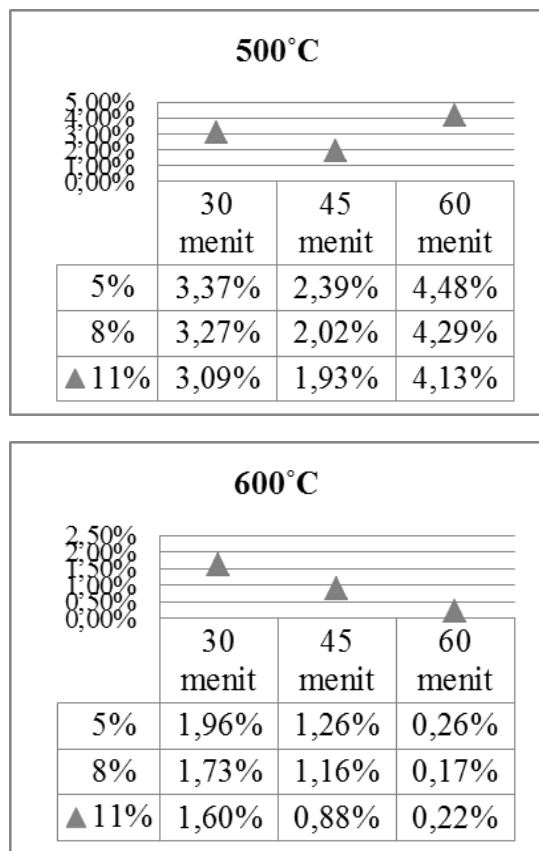 500˚C
5,00%
4,00%
3,00%
2,00%
1,00%
0,00%
30 menit 45 menit 60 menit
5% 3,37% 2,39% 4,48%
8% 3,27% 2,02% 4,29%
▲11% 3,09% 1,93% 4,13%
600˚C
2,50%
2,00%
1,50%
1,00%
0,50%
0,00%
30 menit 45 menit 60 menit
5% 1,96% 1,26% 0,26%
8% 1,73% 1,16% 0,17%
▲11% 1,60% 0,88% 0,22%